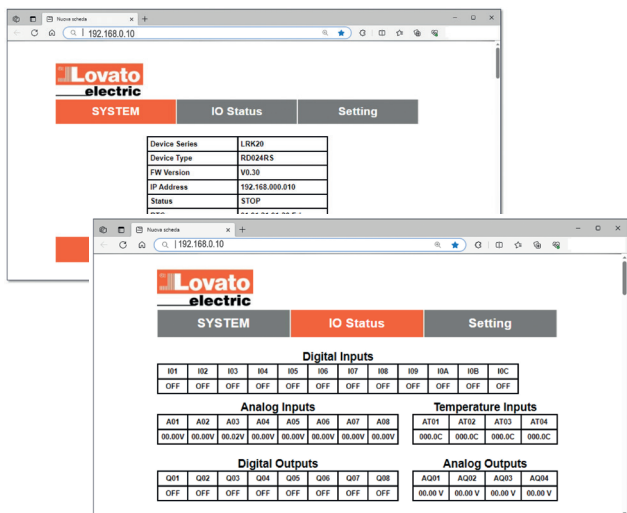 Nuova scheda
192.168.0.10
Lovato
electric
SYSTEM IO Status Setting
Device Series LRK20
Device Type RD024RS
FW Version V0.30
IP Address 192.168.000.010
Status STOP
Nuova scheda
192.168.0.10
Lovato
electric
SYSTEM IO Status Setting
Digital Inputs
I01 I02 I03 I04 I05 I06 I07 I08 I09 I0A I0B I0C
OFF OFF OFF OFF OFF OFF OFF OFF OFF OFF OFF OFF
Analog Inputs Temperature Inputs
A01 A02 A03 A04 A05 A06 A07 A08 AT01 AT02 AT03 AT04
00.00V 00.00V 00.02V 00.00V 00.00V 00.00V 00.00V 00.00V 000.0C 000.0C 000.0C 000.0C
Digital Outputs Analog Outputs
Q01 Q02 Q03 Q04 Q05 Q06 Q07 Q08 AQ01 AQ02 AQ03 AQ04
OFF OFF OFF OFF OFF OFF OFF OFF 00.00 V 00.00 V 00.00 V 00.00 V